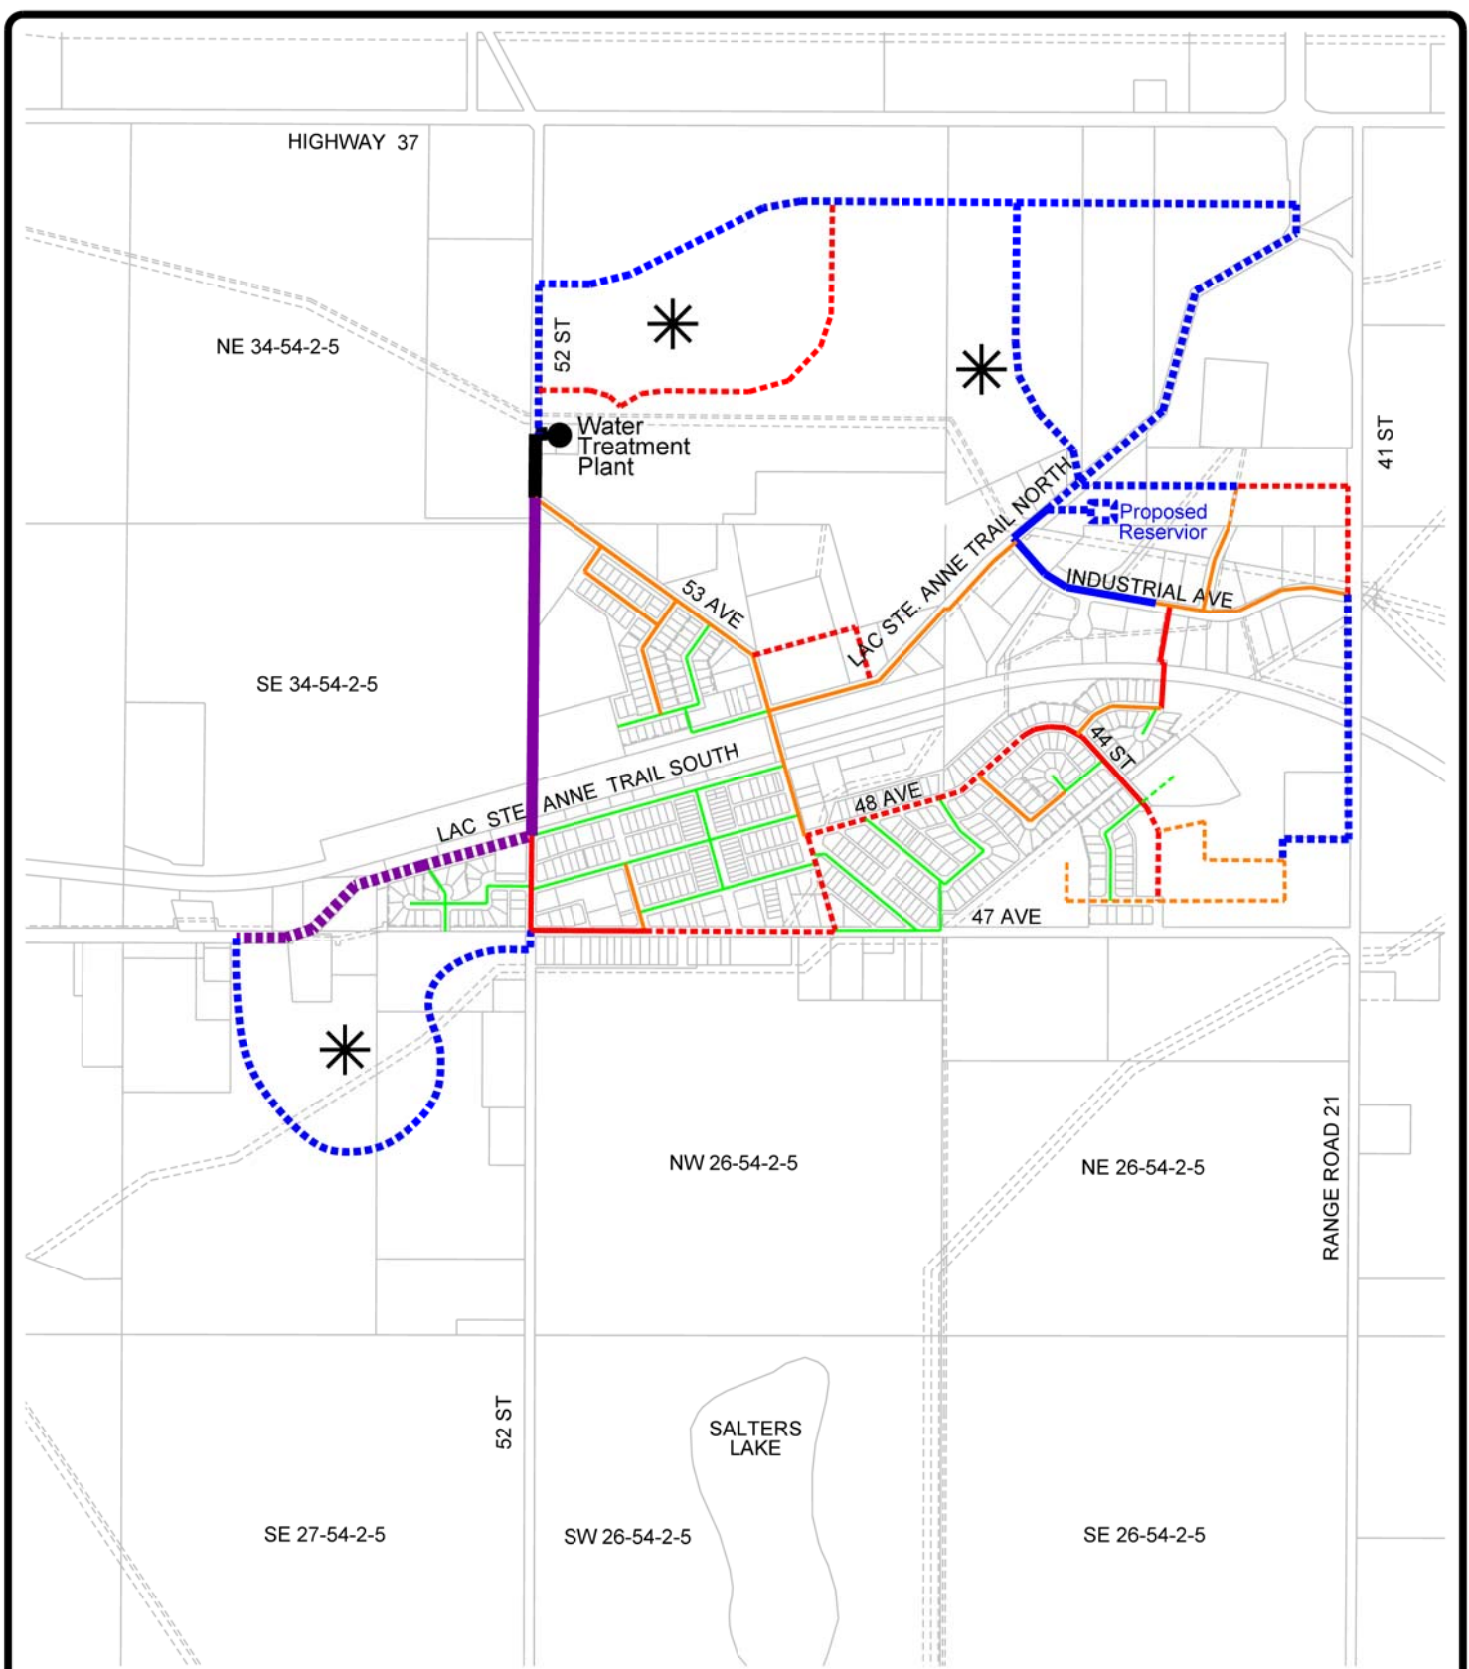 HIGHWAY 37
NE 34-54-2-5
52 ST
Water
Treatment
Plant
41 ST
LAC STE. ANNE TRAIL NORTH
Proposed
Reservior
INDUSTRIAL AVE
53 AVE
SE 34-54-2-5
44 ST
LAC STE ANNE TRAIL SOUTH
48 AVE
47 AVE
NW 26-54-2-5
NE 26-54-2-5
RANGE ROAD 21
52 ST
SALTERS
LAKE
SE 27-54-2-5
SW 26-54-2-5
SE 26-54-2-5